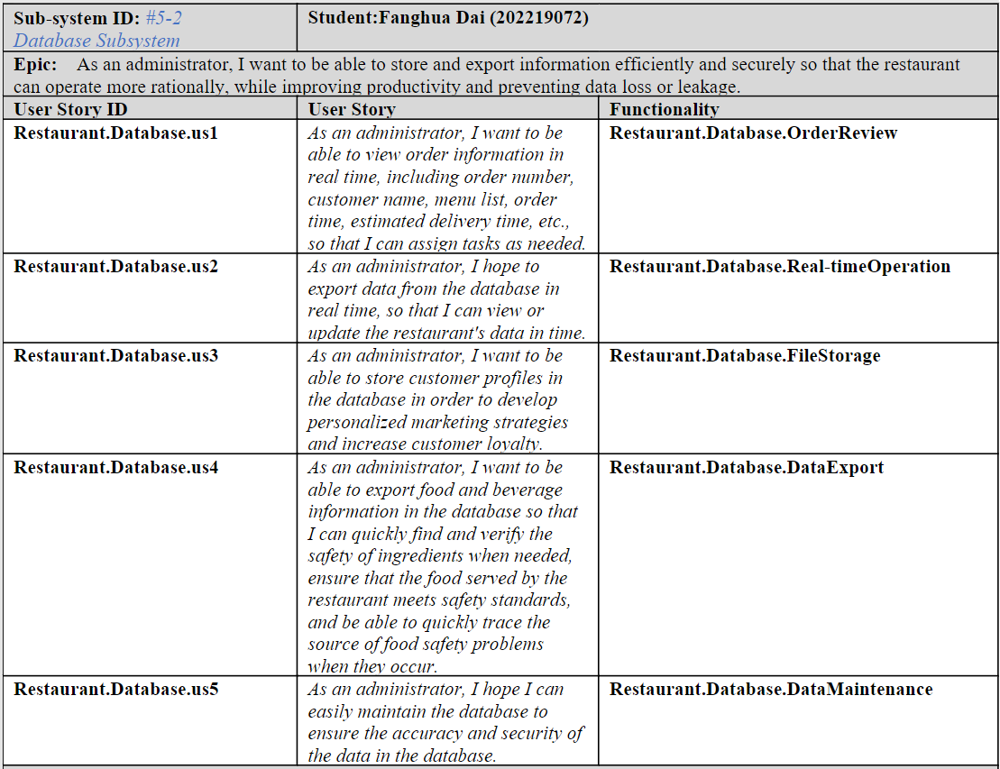 Sub-system ID: #5-2
Database Subsystem
Student:Fanghua Dai (202219072)
Epic: As an administrator, I want to be able to store and export information efficiently and securely so that the restaurant
can operate more rationally, while improving productivity and preventing data loss or leakage.
User Story ID
User Story
Functionality
Restaurant.Database.us1
As an administrator, I want to be
able to view order information in
real time, including order number,
customer name, menu list, order
time, estimated delivery time, etc.,
so that I can assign tasks as needed.
Restaurant.Database.OrderReview
Restaurant.Database.us2
As an administrator, I hope to
export data from the database in
real time, so that I can view or
update the restaurant's data in time.
Restaurant.Database.Real-timeOperation
Restaurant.Database.us3
As an administrator, I want to be
able to store customer profiles in
the database in order to develop
personalized marketing strategies
and increase customer loyalty.
Restaurant.Database.FileStorage
Restaurant.Database.us4
As an administrator, I want to be
able to export food and beverage
information in the database so that
I can quickly find and verify the
safety of ingredients when needed,
ensure that the food served by the
restaurant meets safety standards,
and be able to quickly trace the
source of food safety problems
when they occur.
Restaurant.Database.DataExport
Restaurant.Database.us5
As an administrator, I hope I can
easily maintain the database to
ensure the accuracy and security of
the data in the database.
Restaurant.Database.DataMaintenance